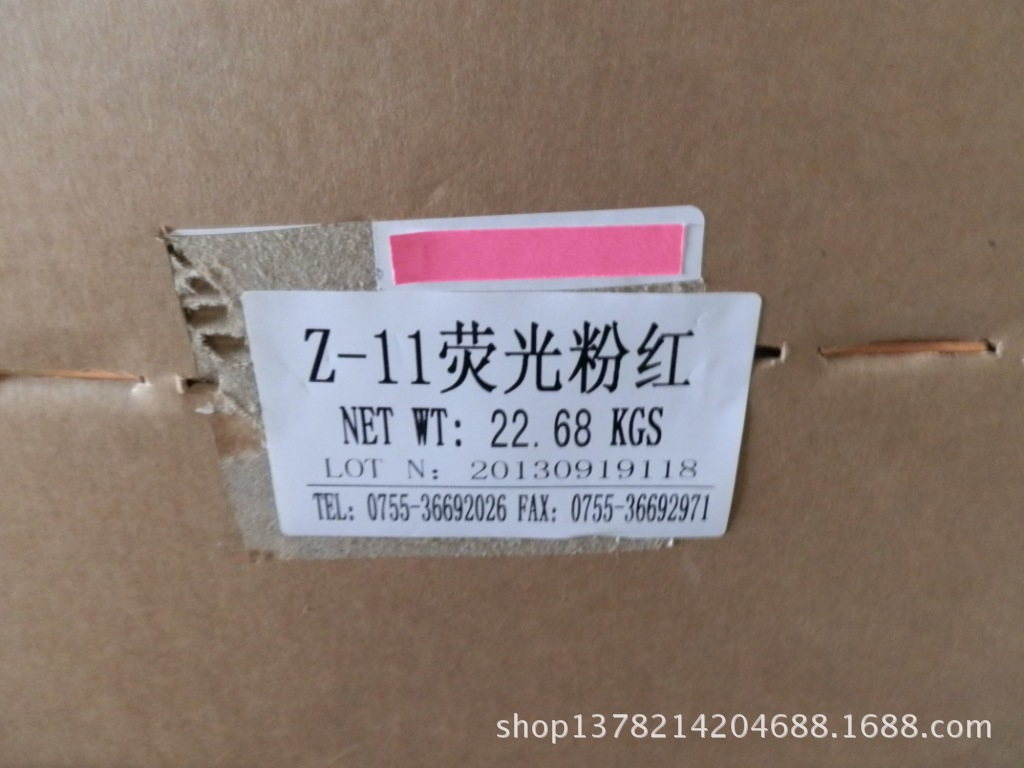 Z-11荧光粉红
NET WT: 22.68 KGS
LOT N: 20130919118
TEL: 0755-36692026 FAX: 0755-36692971
shop1378214204688.1688.com